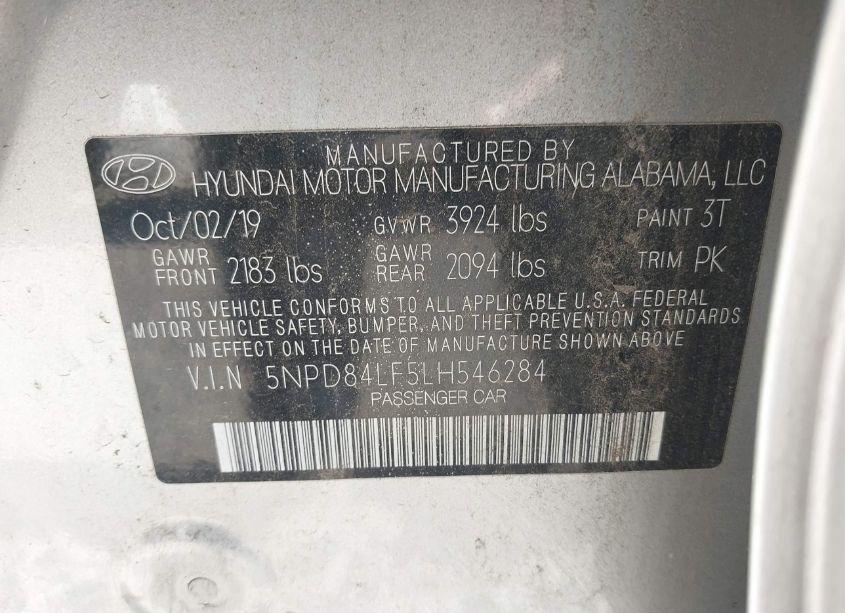 MANUFACTURED BY
HYUNDAI MOTOR MANUFACTURING ALABAMA, LLC
Oct/02/19 GVWR 3924 lbs PAINT 3T
GAWR FRONT 2183 lbs GAWR REAR 2094 lbs TRIM PK
THIS VEHICLE CONFORMS TO ALL APPLICABLE U.S.A. FEDERAL
MOTOR VEHICLE SAFETY, BUMPER, AND THEFT PREVENTION STANDARDS
IN EFFECT ON THE DATE OF MANUFACTURE SHOWN ABOVE.
V.I.N 5NPD84LF5LH546284
PASSENGER CAR